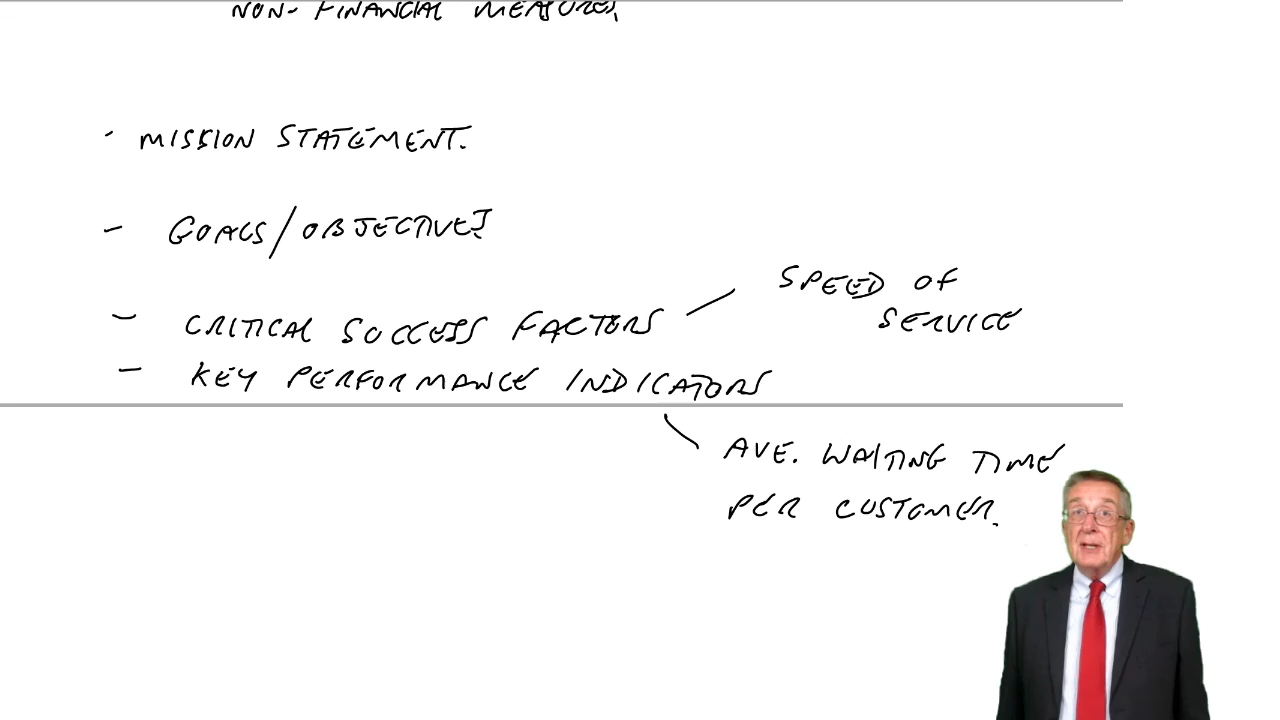 NON- FINANCIAL MEASURES
- MISSION STATEMENT.
- GOALS/OBJECTIVES
- CRITICAL SUCCESS FACTORS
SPEED OF
SERVICE
- KEY PERFORMANCE INDICATORS
AVE. WAITING TIME
PER CUSTOMER.